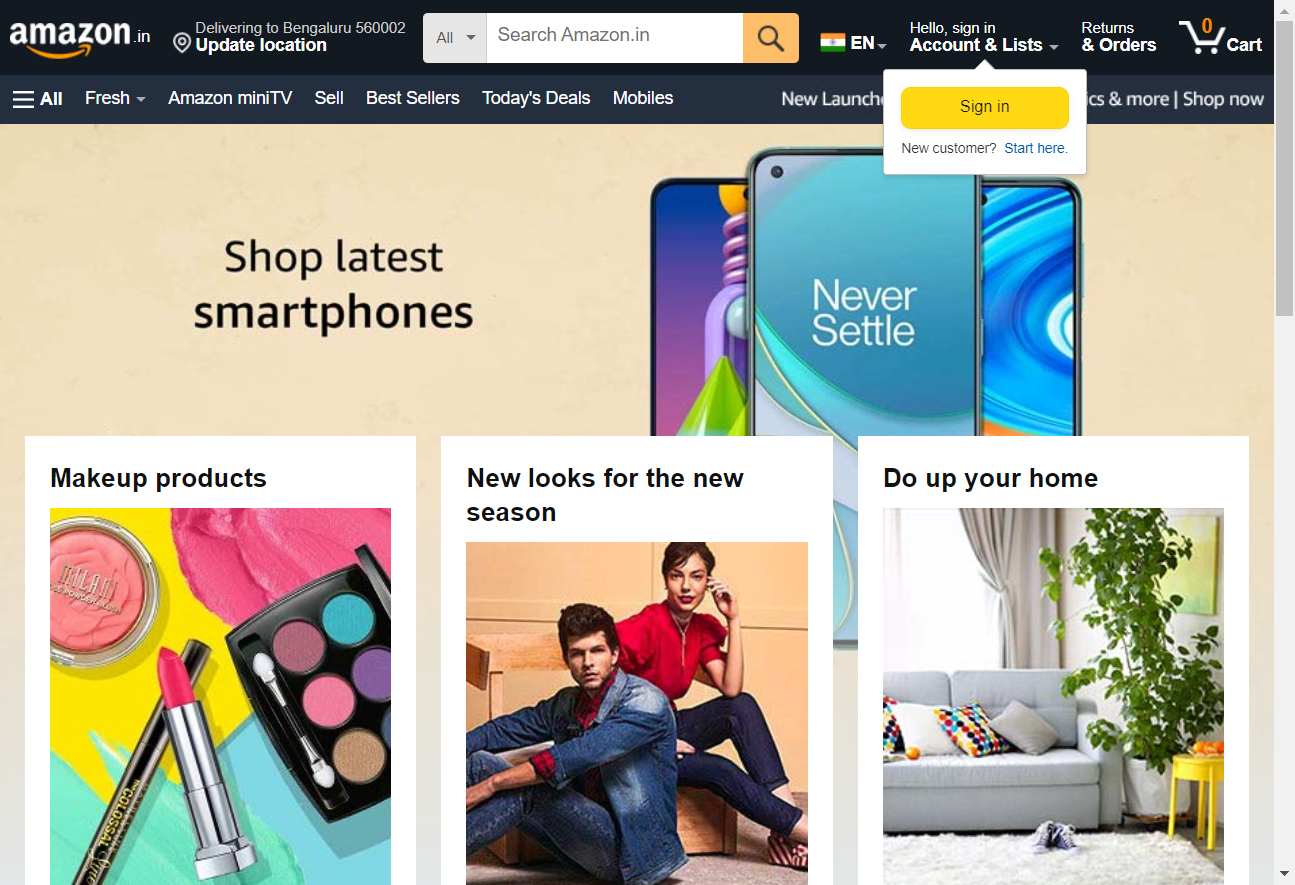 amazon.in
Delivering to Bengaluru 560002
Update location
All
Search Amazon.in
EN
Hello, sign in
Account & Lists
Returns
& Orders
0
Cart
All
Fresh
Amazon miniTV
Sell
Best Sellers
Today's Deals
Mobiles
New Launche
ics & more | Shop now
Sign in
New customer? Start here.
Shop latest
smartphones
Never
Settle
Makeup products
New looks for the new
season
Do up your home
MILANI
COLOSSAL